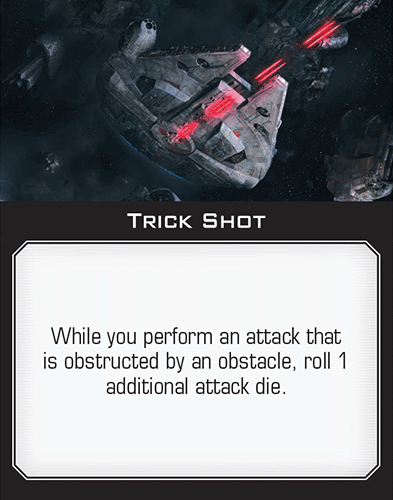 Trick Shot
While you perform an attack that
is obstructed by an obstacle, roll 1
additional attack die.